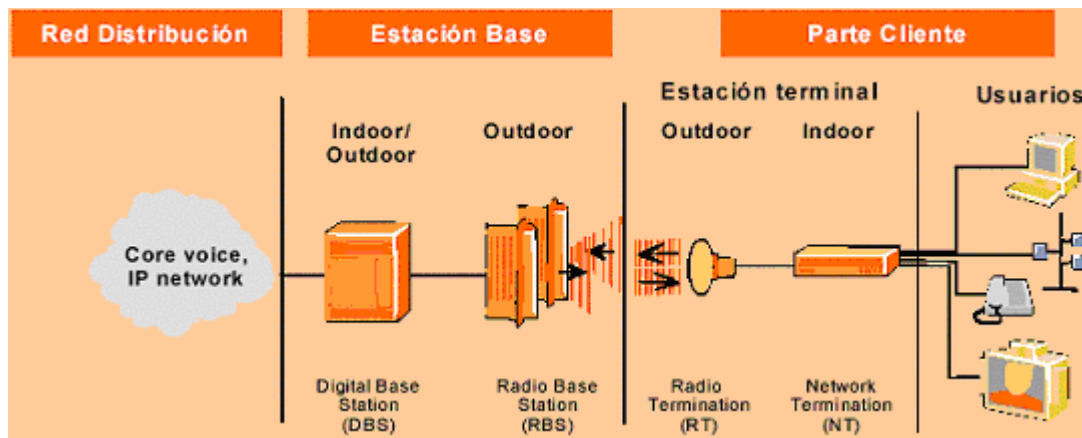 Red Distribución
Estación Base
Parte Cliente
Estación terminal
Usuarios
Indoor/
Outdoor
Outdoor
Outdoor
Indoor
Core voice,
IP network
Digital Base
Station
(DBS)
Radio Base
Station
(RBS)
Radio
Termination
(RT)
Network
Termination
(NT)